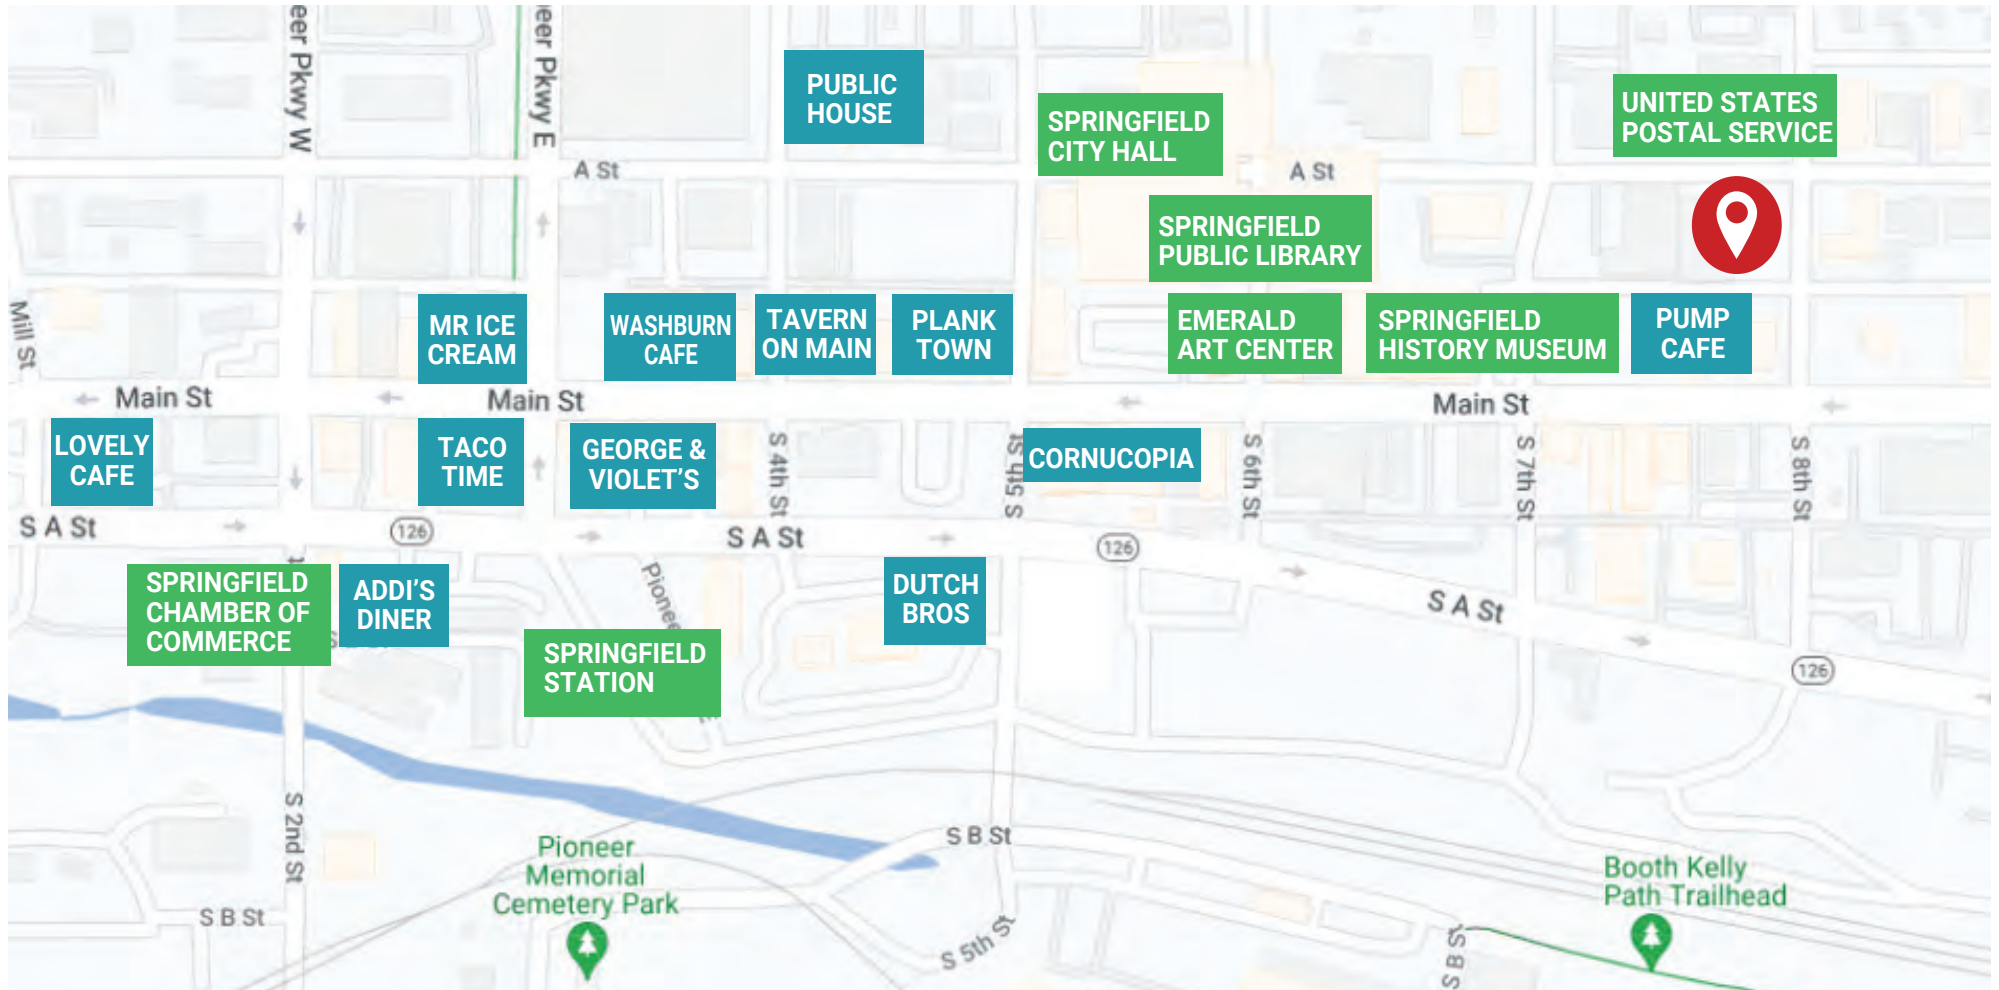 eer Pkwy W
eer Pkwy E
PUBLIC
HOUSE
SPRINGFIELD
CITY HALL
UNITED STATES
POSTAL SERVICE
A St
A St
SPRINGFIELD
PUBLIC LIBRARY
Mill St
MR ICE
CREAM
WASHBURN
CAFE
TAVERN
ON MAIN
PLANK
TOWN
EMERALD
ART CENTER
SPRINGFIELD
HISTORY MUSEUM
PUMP
CAFE
Main St
Main St
Main St
LOVELY
CAFE
TACO
TIME
GEORGE &
VIOLET'S
S 4th St
S 5th St
CORNUCOPIA
S 6th St
S 7th St
S 8th St
S A St
126
S A St
126
S A St
126
SPRINGFIELD
CHAMBER OF
COMMERCE
ADDI'S
DINER
Pionee
SPRINGFIELD
STATION
DUTCH
BROS
S 2nd St
S B St
Pioneer
Memorial
Cemetery Park
S B St
S 5th St
Booth Kelly
Path Trailhead
S B S